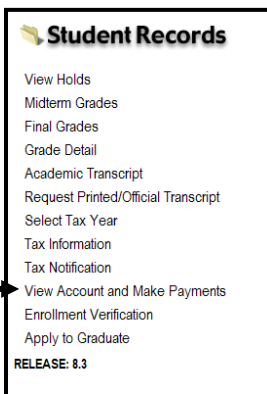 Student Records
View Holds
Midterm Grades
Final Grades
Grade Detail
Academic Transcript
Request Printed/Official Transcript
Select Tax Year
Tax Information
Tax Notification
View Account and Make Payments
Enrollment Verification
Apply to Graduate
RELEASE: 8.3